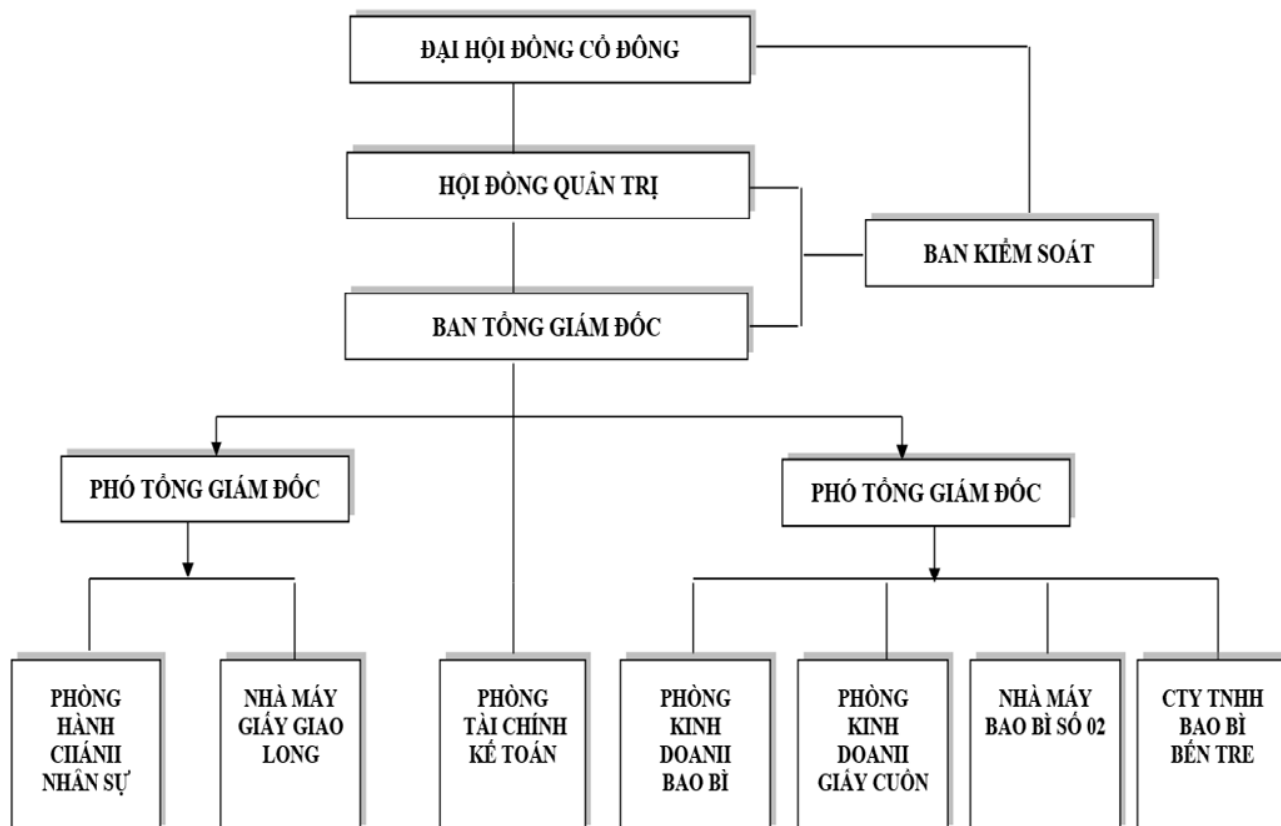 ĐẠI HỘI ĐỒNG CỔ ĐÔNG
HỘI ĐỒNG QUẢN TRỊ
BAN KIỂM SOÁT
BAN TỔNG GIÁM ĐỐC
PHÓ TỔNG GIÁM ĐỐC
PHÓ TỔNG GIÁM ĐỐC
PHÒNG
HÀNH
CHÁNH
NHÂN SỰ
NHÀ MÁY
GIẤY GIAO
LONG
PHÒNG
TÀI CHÍNH
KẾ TOÁN
PHÒNG
KINH
DOANH
BAO BÌ
PHÒNG
KINH
DOANH
GIẤY CUỒN
NHÀ MÁY
BAO BÌ SỐ 02
CTY TNHH
BAO BÌ
BẾN TRE